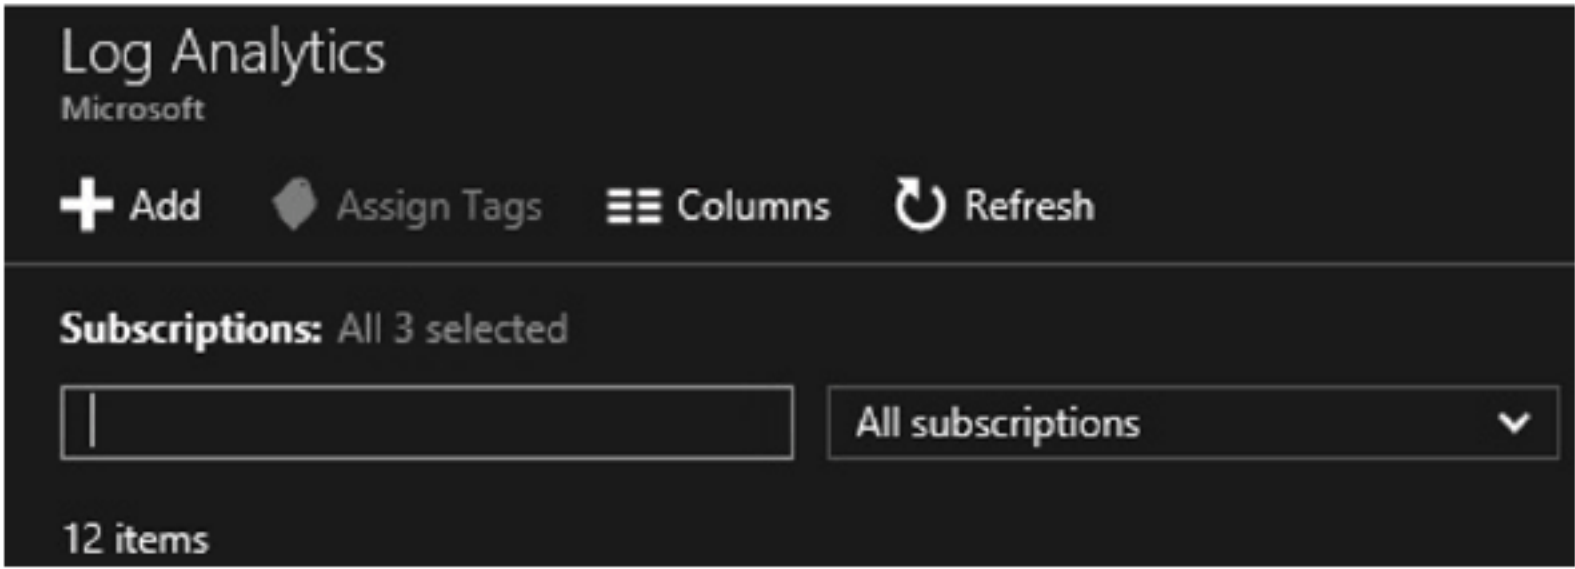 Log Analytics
Microsoft
Add Assign Tags Columns Refresh
Subscriptions: All 3 selected
All subscriptions
12 items